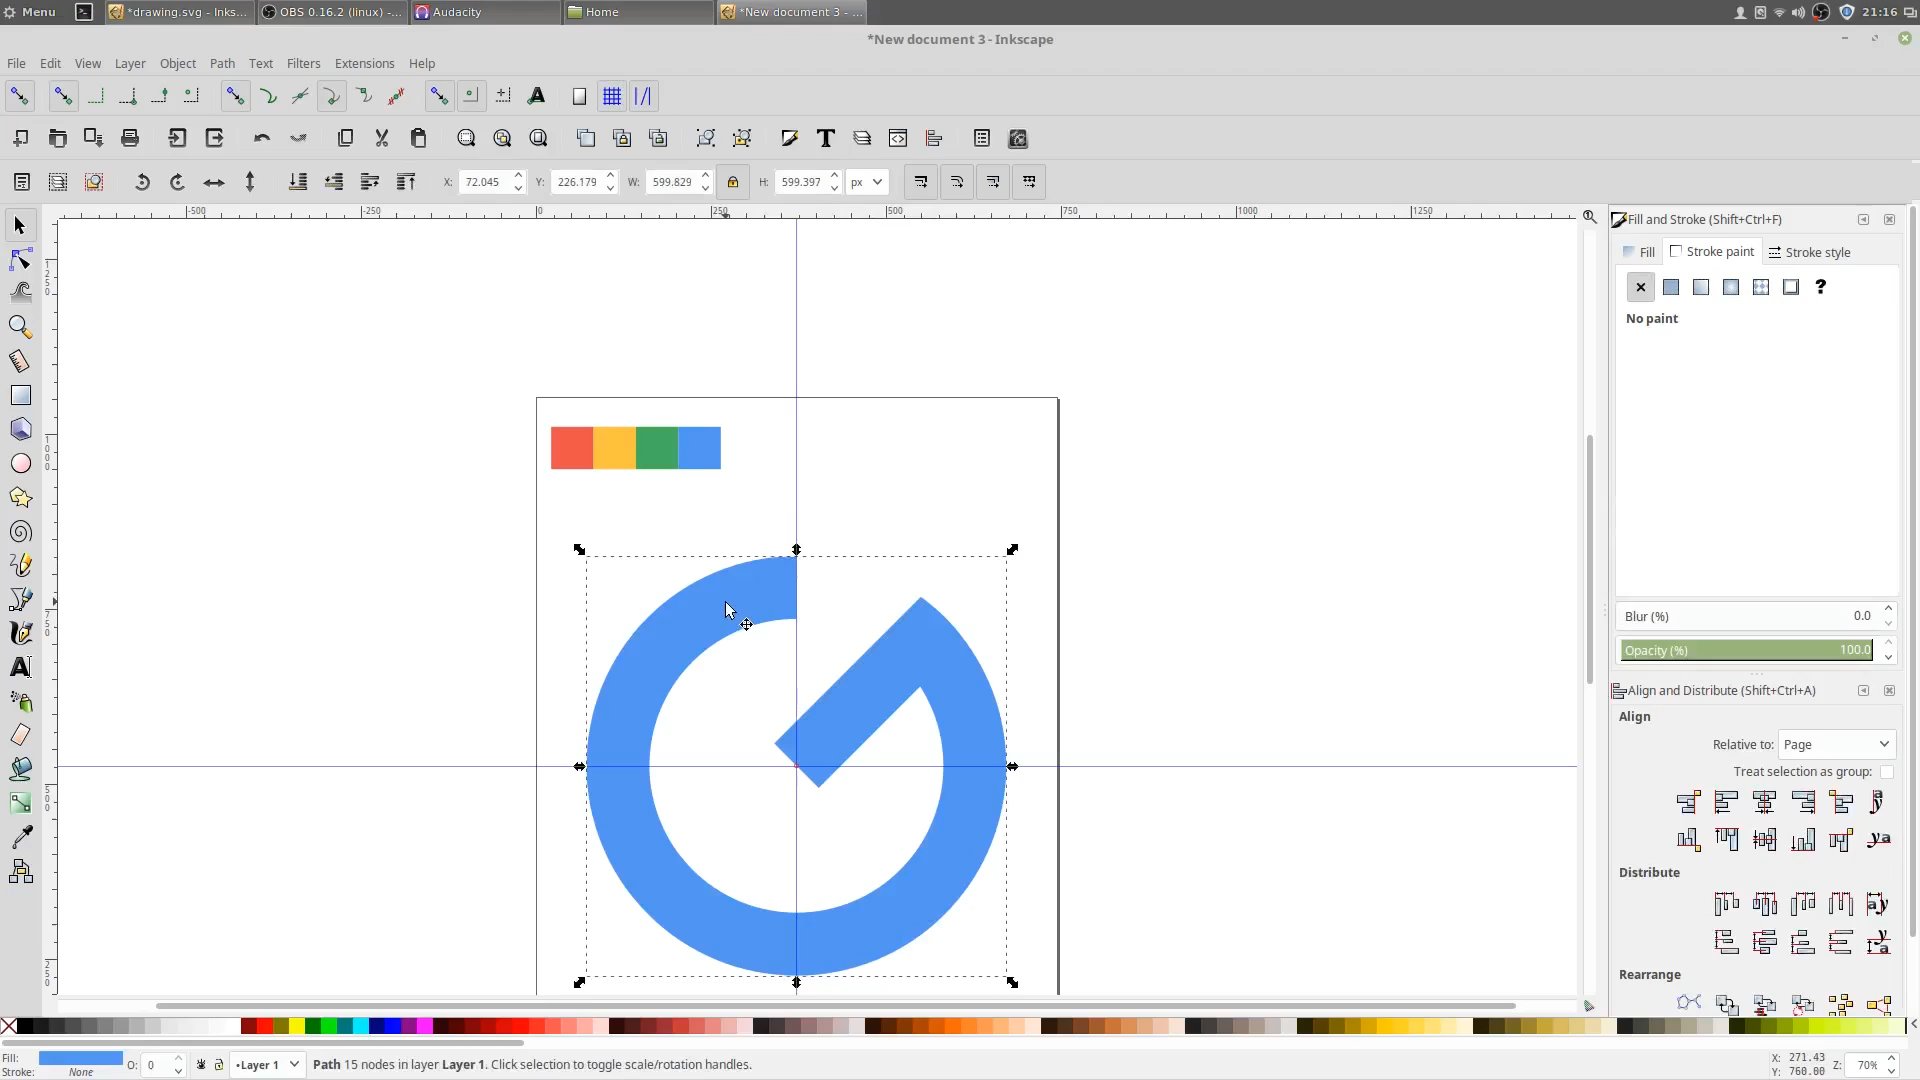 Menu
*drawing.svg - Inks...
OBS 0.16.2 (linux) -...
Audacity
Home
*New document 3 - ...
21:16
*New document 3 - Inkscape
File Edit View Layer Object Path Text Filters Extensions Help
X: 72.045 Y: 226.179 W: 599.829 H: 599.397 px
-500 -250 0 250 500 750 1000 1250
Fill and Stroke (Shift+Ctrl+F)
Fill Stroke paint Stroke style
No paint
Blur (%) 0.0
Opacity (%) 100.0
Align and Distribute (Shift+Ctrl+A)
Align
Relative to: Page
Treat selection as group:
Distribute
Rearrange
Fill:
Stroke: None
O: 0
•Layer 1
Path 15 nodes in layer Layer 1. Click selection to toggle scale/rotation handles.
X: 271.43
Y: 760.00
Z: 70%